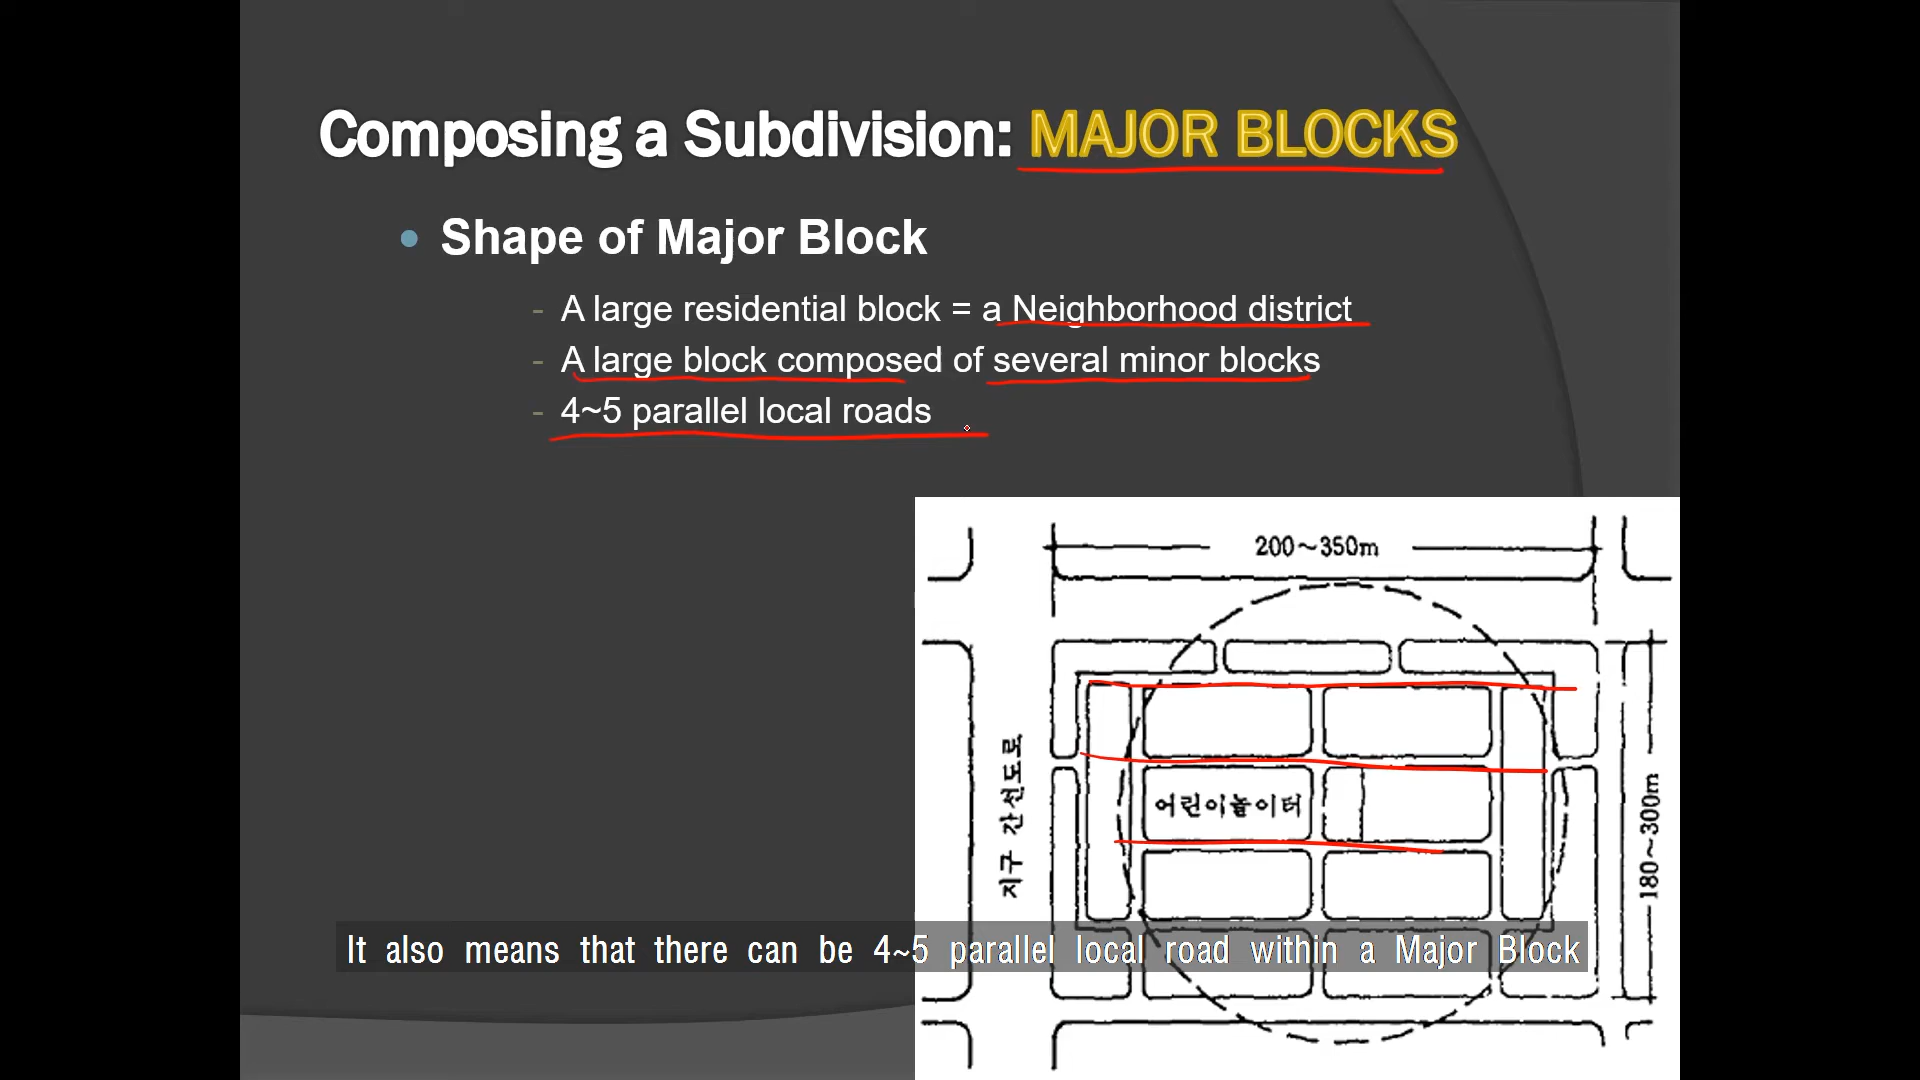 Composing a Subdivision: MAJOR BLOCKS
Shape of Major Block
- A large residential block = a Neighborhood district
- A large block composed of several minor blocks
- 4~5 parallel local roads
200~350m
지구 간선도로
어린이놀이터
180~300m
It also means that there can be 4~5 parallel local road within a Major Block